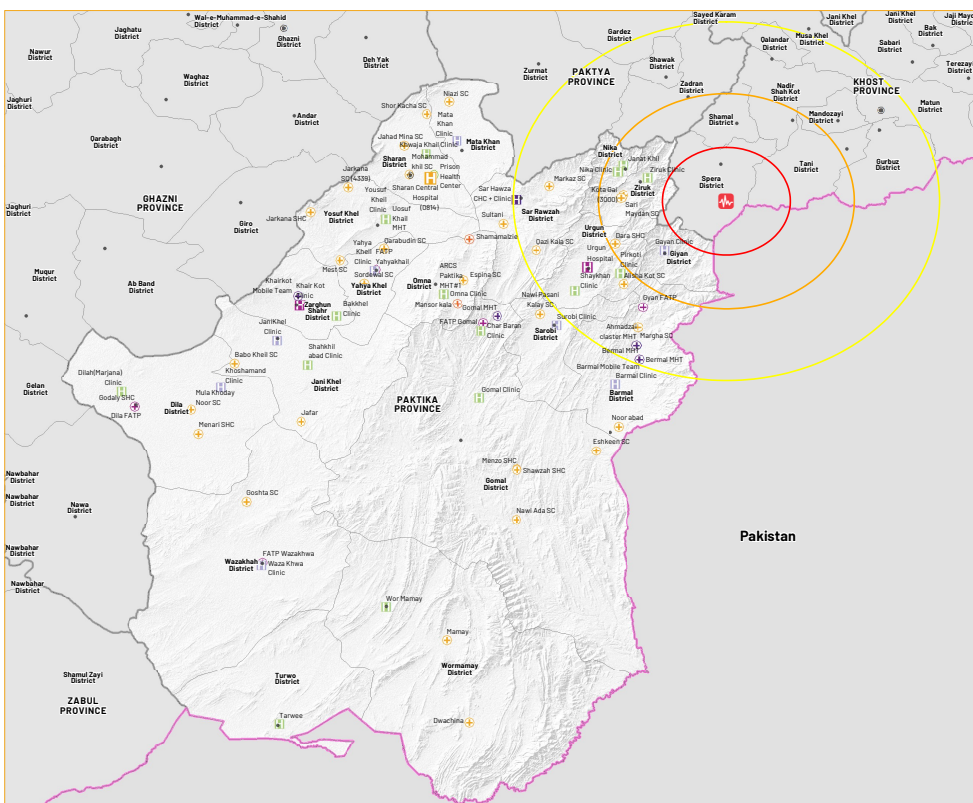 Wal-e-Muhammad-e-Shahid
District
Ghazni
District
Jaghatu
District
Nawur
District
Waghaz
District
Deh Yak
District
Jaghuri
District
Qarabagh
District
Andar
District
Jaghuri
District
GHAZNI
PROVINCE
Giro
District
Muqur
District
Ab Band
District
Gelan
District
Nawbahar
District
Nawbahar
District
Nawa
District
Nawbahar
District
Nawbahar
District
Shamul Zayi
District
ZABUL
PROVINCE
Sayed Karam
District
Gardez
District
Zurmat
District
PAKTYA
PROVINCE
Shawak
District
Zadran
District
Jani Khel
District
Musa Khel
District
Qalandar
District
Jani Khel
District
Bak
District
Jaji Mayd
Dist
Sabari
District
Terezayi
District
Nadir
Shah Kot
District
KHOST
PROVINCE
Matun
District
Mandozayi
District
Shamal
District
Tani
District
Gurbuz
District
Spera
District
Niazi SC
Shor Kacha SC
Mata
Khan
Clinic
Jahad Mina SC
Khwaja Khail Clinic
Mata Khan
District
Sharan
District
Mohammad
khil SC
Prison
Health
Center
Sharan Central
Hospital
(0814)
Jarkana
SC (4339)
Yousuf
Khell
Clinic
Uosuf
Khall
MHT
Jarkana SHC
Yosuf Khel
District
Yahya
Khell
Clinic
FATP
Yahyakhail
Qarabudin SC
Mest SC
Sordewal SC
Yahya Khel
District
Khairkot
Mobile Team
Khair Kot
Clinic
Zarghun
Shahr
District
Bakkhel
Clinic
JaniKhel
Clinic
Shahkhil
abad Clinic
Babo Kheil SC
Khoshamand
Clinic
Jani Khel
District
Dilah(Marjana)
Clinic
Godaly SHC
Dila FATP
Dila
District
Mula Khoday
Noor SC
Menari SHC
Jafar
Goshta SC
Omna
District
ARCS
Paktika
MHT#1
Espina SC
Omna Clinic
Mansor kala
Gomal MHT
FATP Gomal
Char Baran
Clinic
Shamamalzie
Sultani
Sar Hawza
CHC + Clinic
Sar Rawzah
District
Markaz SC
Nika
District
Janat Khil
Nika Clinic
Ziruk Clinic
Ziruk
District
Kota Gai
(3000)
Sari
Maydan SC
Urgun
District
Dara SHC
Qazi Kala SC
Urgun
Hospital
Pirkoti
Clinic
Gayan Clinic
Giyan
District
Shaykhan
Clinic
Alisha Kot SC
Nawi Pasani
Kalay SC
Gyan FATP
Surobi Clinic
Sarobi
District
Ahmadzai
claster MHT
Margha SC
Bermal MHT
Bermal MHT
Barmal Mobile Team
Barmal Clinic
Barmal
District
Gomal Clinic
PAKTIKA
PROVINCE
Noor abad
Eshkeen SC
Menzo SHC
Shawzah SHC
Gomal
District
Nawi Ada SC
Pakistan
FATP Wazakhwa
Wazakhah
District
Waza Khwa
Clinic
Wor Mamay
Mamay
Wormamay
District
Turwo
District
Tarwee
Dwachina